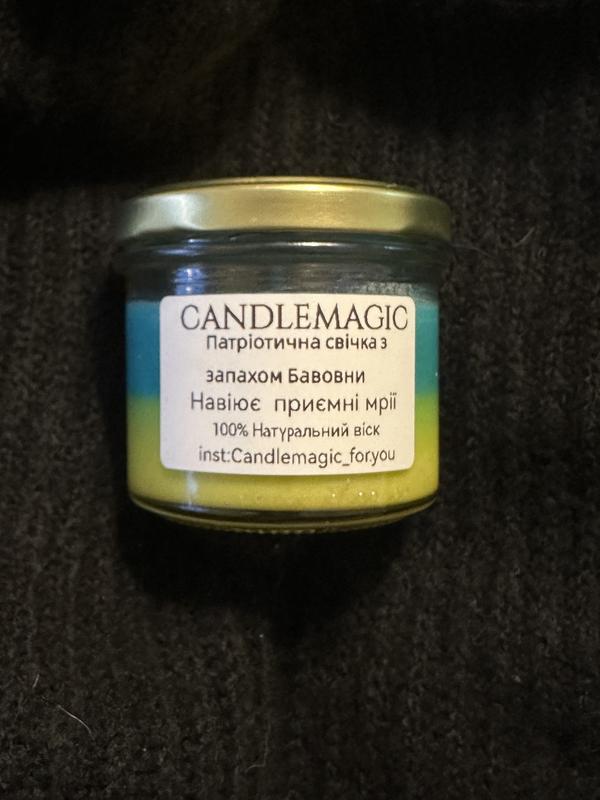 CANDLEMAGIC
Патріотична свічка з
запахом Бавовни
Навіює приємні мрії
100% Натуральний віск
inst:Candlemagic_for.you